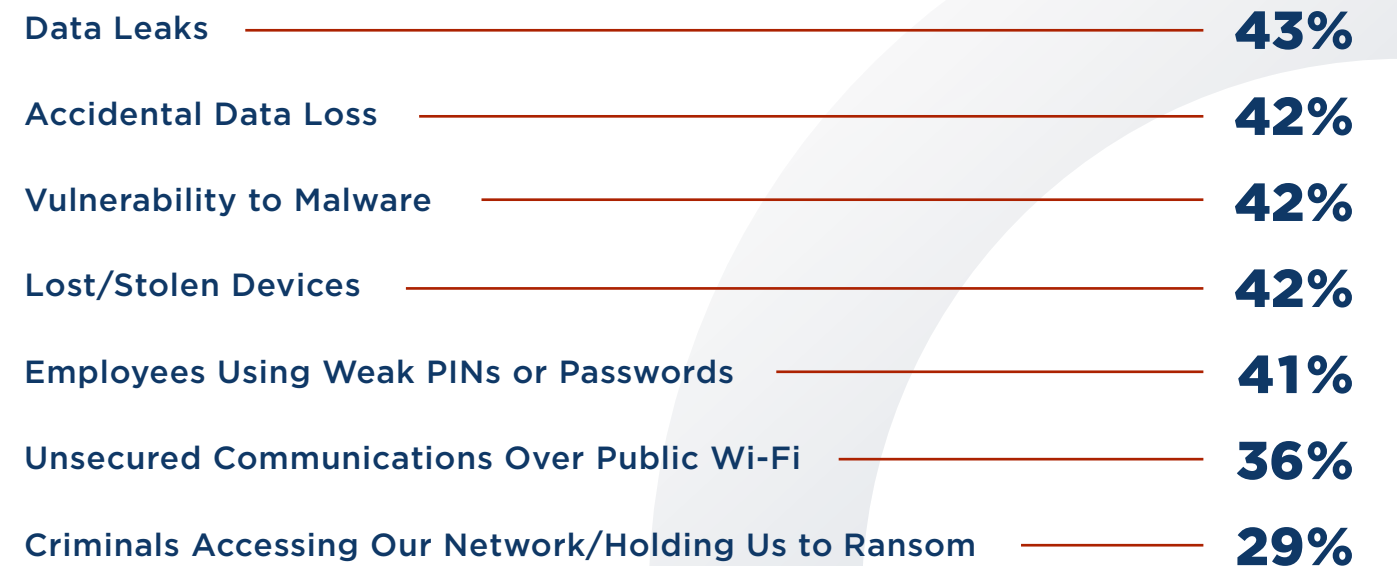 Data Leaks 43%
Accidental Data Loss 42%
Vulnerability to Malware 42%
Lost/Stolen Devices 42%
Employees Using Weak PINs or Passwords 41%
Unsecured Communications Over Public Wi-Fi 36%
Criminals Accessing Our Network/Holding Us to Ransom 29%